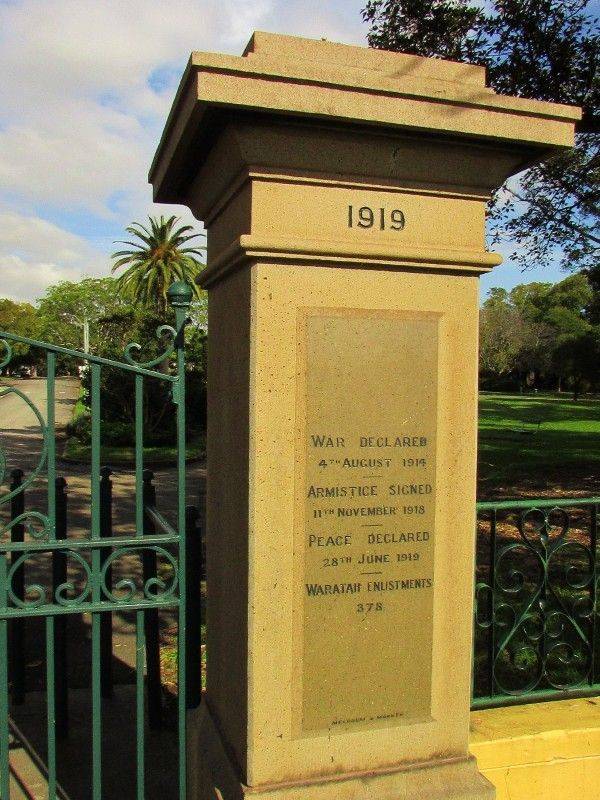 1919
WAR DECLARED
4TH AUGUST 1914
ARMISTICE SIGNED
11TH NOVEMBER 1918
PEACE DECLARED
28TH JUNE 1919
WARATAH ENLISTMENTS
378